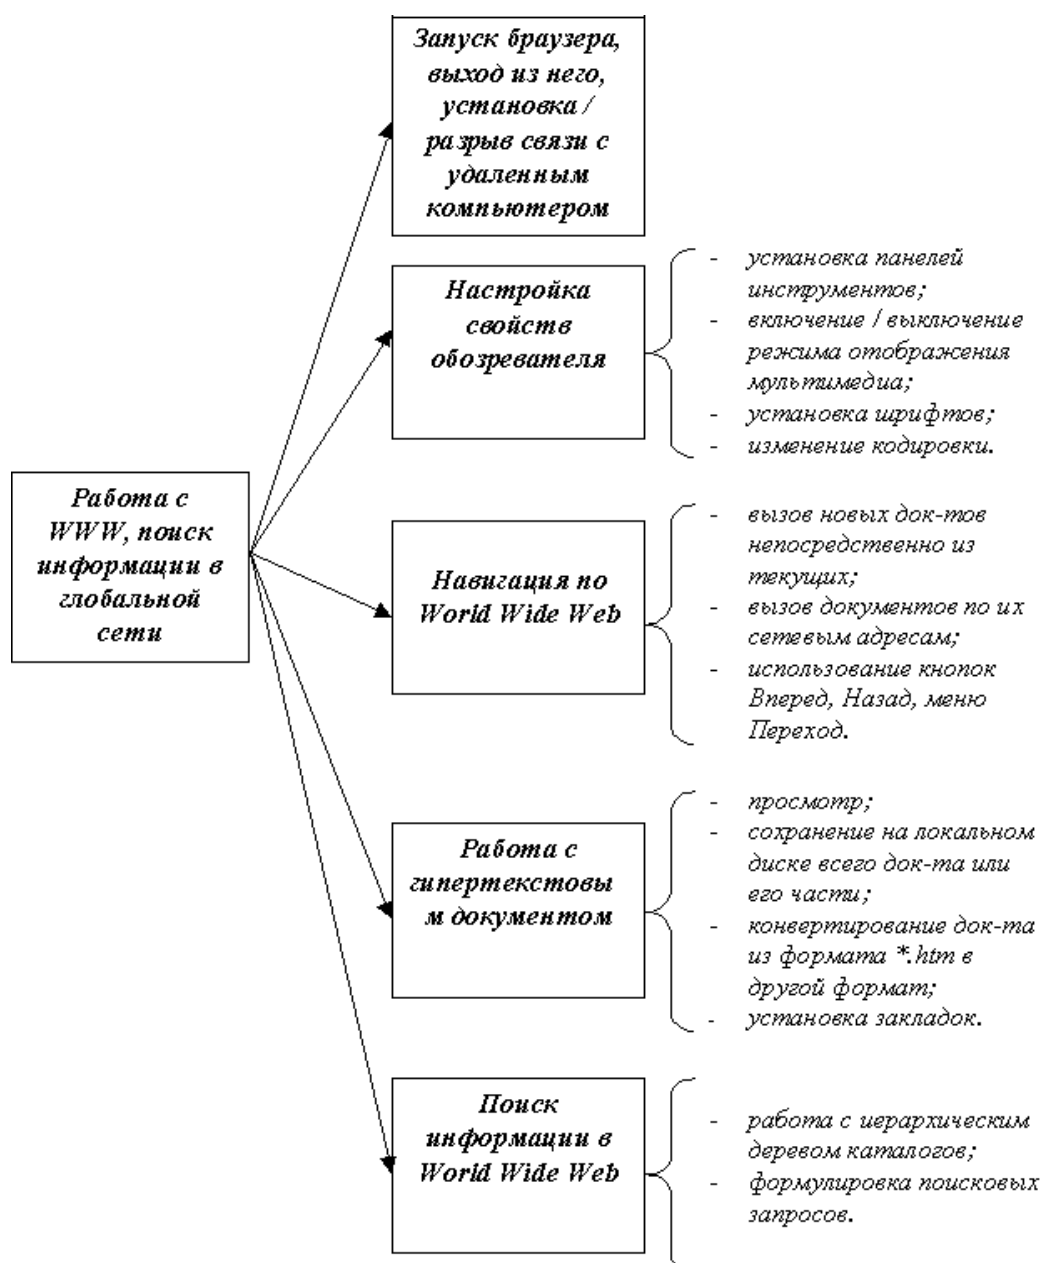 Запуск браузера,
выход из него,
установка /
разрыв связи с
удаленным
компьютером
Настройка
свойств
обозревателя
- установка панелей
инструментов;
- включение / выключение
режима отображения
мультимедиа;
- установка шрифтов;
- изменение кодировки.
Работа с
WWW, поиск
информации в
глобальной
сети
Навигация по
World Wide Web
- вызов новых док-тов
непосредственно из
текущих;
- вызов документов по их
сетевым адресам;
- использование кнопок
Вперед, Назад, меню
Переход.
Работа с
гипертекстовы
м документом
- просмотр;
- сохранение на локальном
диске всего док-та или
его части;
- конвертирование док-та
из формата *.htm в
другой формат;
- установка закладок.
Поиск
информации в
World Wide Web
- работа с иерархическим
деревом каталогов;
- формулировка поисковых
запросов.